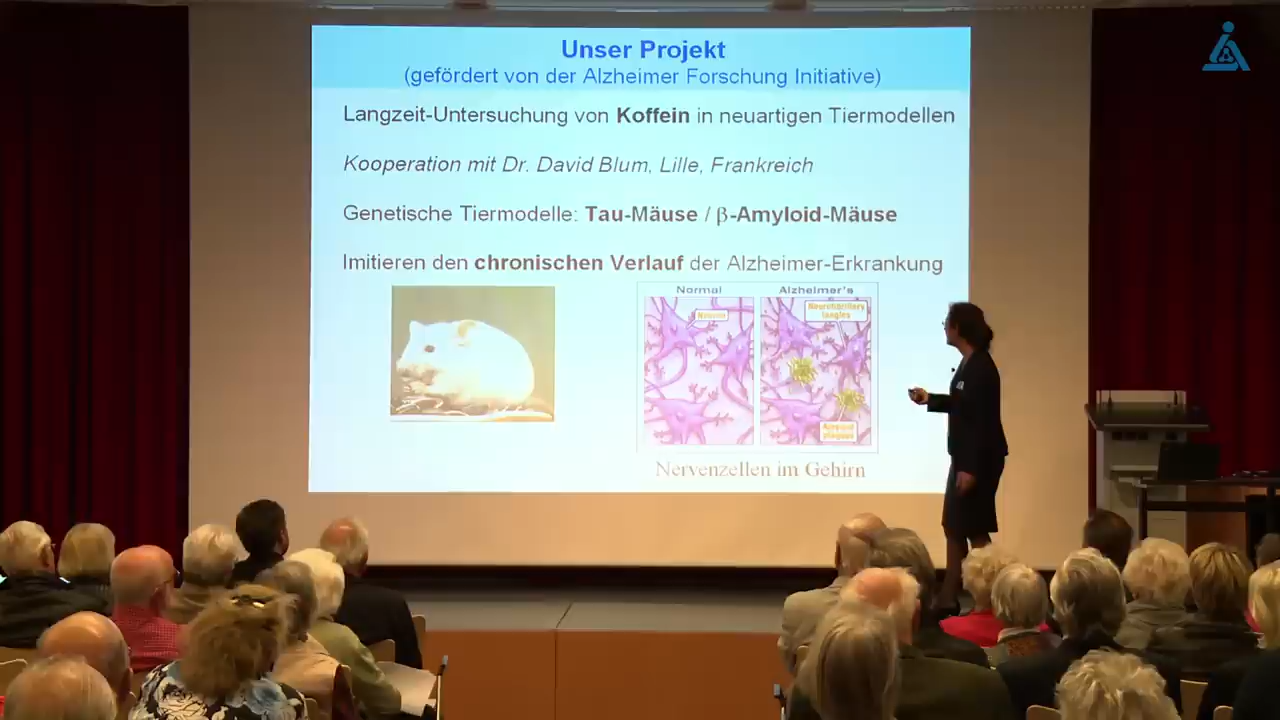 Unser Projekt
(gefördert von der Alzheimer Forschung Initiative)
Langzeit-Untersuchung von Koffein in neuartigen Tiermodellen
Kooperation mit Dr. David Blum, Lille, Frankreich
Genetische Tiermodelle: Tau-Mäuse / β-Amyloid-Mäuse
Imitieren den chronischen Verlauf der Alzheimer-Erkrankung
Normal
Alzheimer's
Neuron
Neurofibrillary
tangles
Amyloid
plaques
Nervenzellen im Gehirn